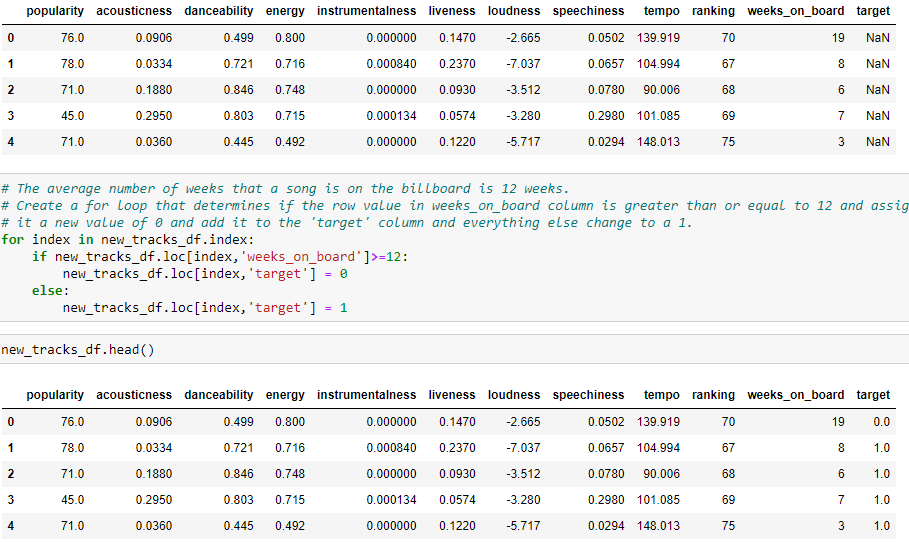 popularity acousticness danceability energy instrumentalness liveness loudness speechiness tempo ranking weeks_on_board target
0 76.0 0.0906 0.499 0.800 0.000000 0.1470 -2.665 0.0502 139.919 70 19 NaN
1 78.0 0.0334 0.721 0.716 0.000840 0.2370 -7.037 0.0657 104.994 67 8 NaN
2 71.0 0.1880 0.846 0.748 0.000000 0.0930 -3.512 0.0780 90.006 68 6 NaN
3 45.0 0.2950 0.803 0.715 0.000134 0.0574 -3.280 0.2980 101.085 69 7 NaN
4 71.0 0.0360 0.445 0.492 0.000000 0.1220 -5.717 0.0294 148.013 75 3 NaN
# The average number of weeks that a song is on the billboard is 12 weeks.
# Create a for loop that determines if the row value in weeks_on_board column is greater than or equal to 12 and assig
# it a new value of 0 and add it to the 'target' column and everything else change to a 1.
for index in new_tracks_df.index:
    if new_tracks_df.loc[index,'weeks_on_board']>=12:
        new_tracks_df.loc[index,'target'] = 0
    else:
        new_tracks_df.loc[index,'target'] = 1
new_tracks_df.head()
popularity acousticness danceability energy instrumentalness liveness loudness speechiness tempo ranking weeks_on_board target
0 76.0 0.0906 0.499 0.800 0.000000 0.1470 -2.665 0.0502 139.919 70 19 0.0
1 78.0 0.0334 0.721 0.716 0.000840 0.2370 -7.037 0.0657 104.994 67 8 1.0
2 71.0 0.1880 0.846 0.748 0.000000 0.0930 -3.512 0.0780 90.006 68 6 1.0
3 45.0 0.2950 0.803 0.715 0.000134 0.0574 -3.280 0.2980 101.085 69 7 1.0
4 71.0 0.0360 0.445 0.492 0.000000 0.1220 -5.717 0.0294 148.013 75 3 1.0